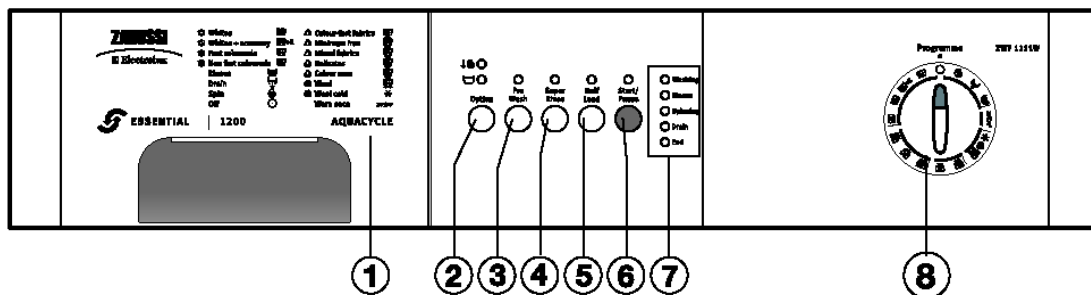 ZANUSSI
Electrolux
Whites
Whites + economy
Fast coloureds
Non fast coloureds
Rinses
Drain
Spin
Off
Colour-fast fabrics
Minimum iron
Mixed fabrics
Delicates
Colour care
Wool
Wool cold
ESSENTIAL 1200 AQUACYCLE
Option
Pre
Wash
Super
Rinse
Half
Load
Start/
Pause
Washing
Rinses
Spinning
Drain
End
Programme
1 2 3 4 5 6 7 8